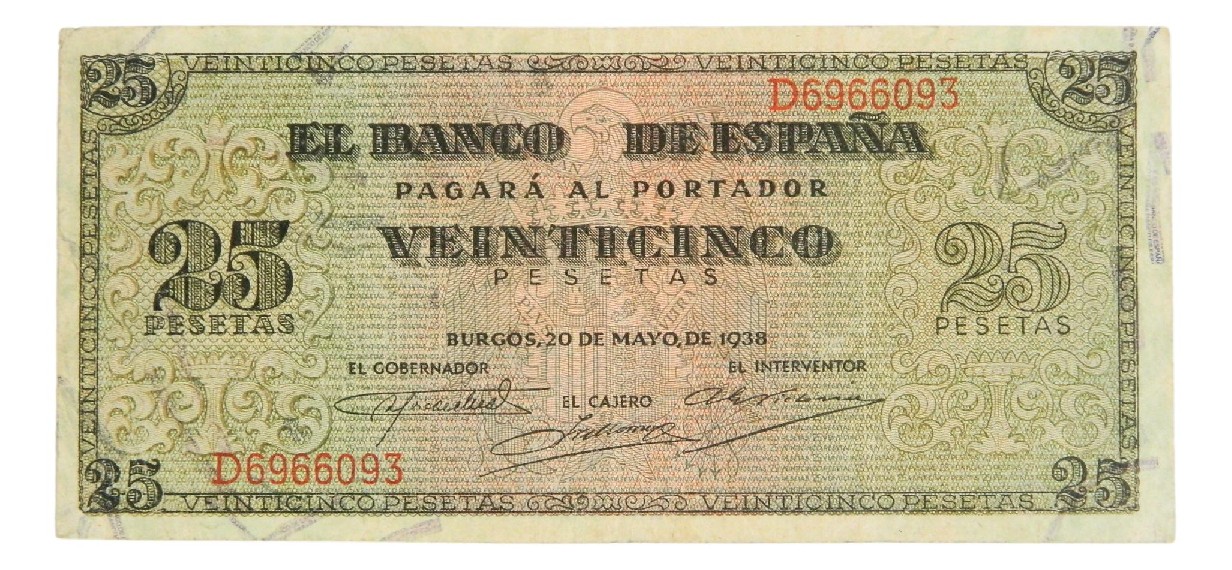 VEINTICINCO PESETAS VEINTICINCO PESETAS
25 25
D6966093
EL BANCO DE ESPAÑA
PAGARÁ AL PORTADOR
VEINTICINCO
PESETAS
25 PESETAS
25 PESETAS
BURGOS, 20 DE MAYO, DE 1938
EL GOBERNADOR
EL INTERVENTOR
EL CAJERO
D6966093
25 25
VEINTICINCO PESETAS VEINTICINCO PESETAS
VEINTICINCO PESETAS
VEINTICINCO PESETAS